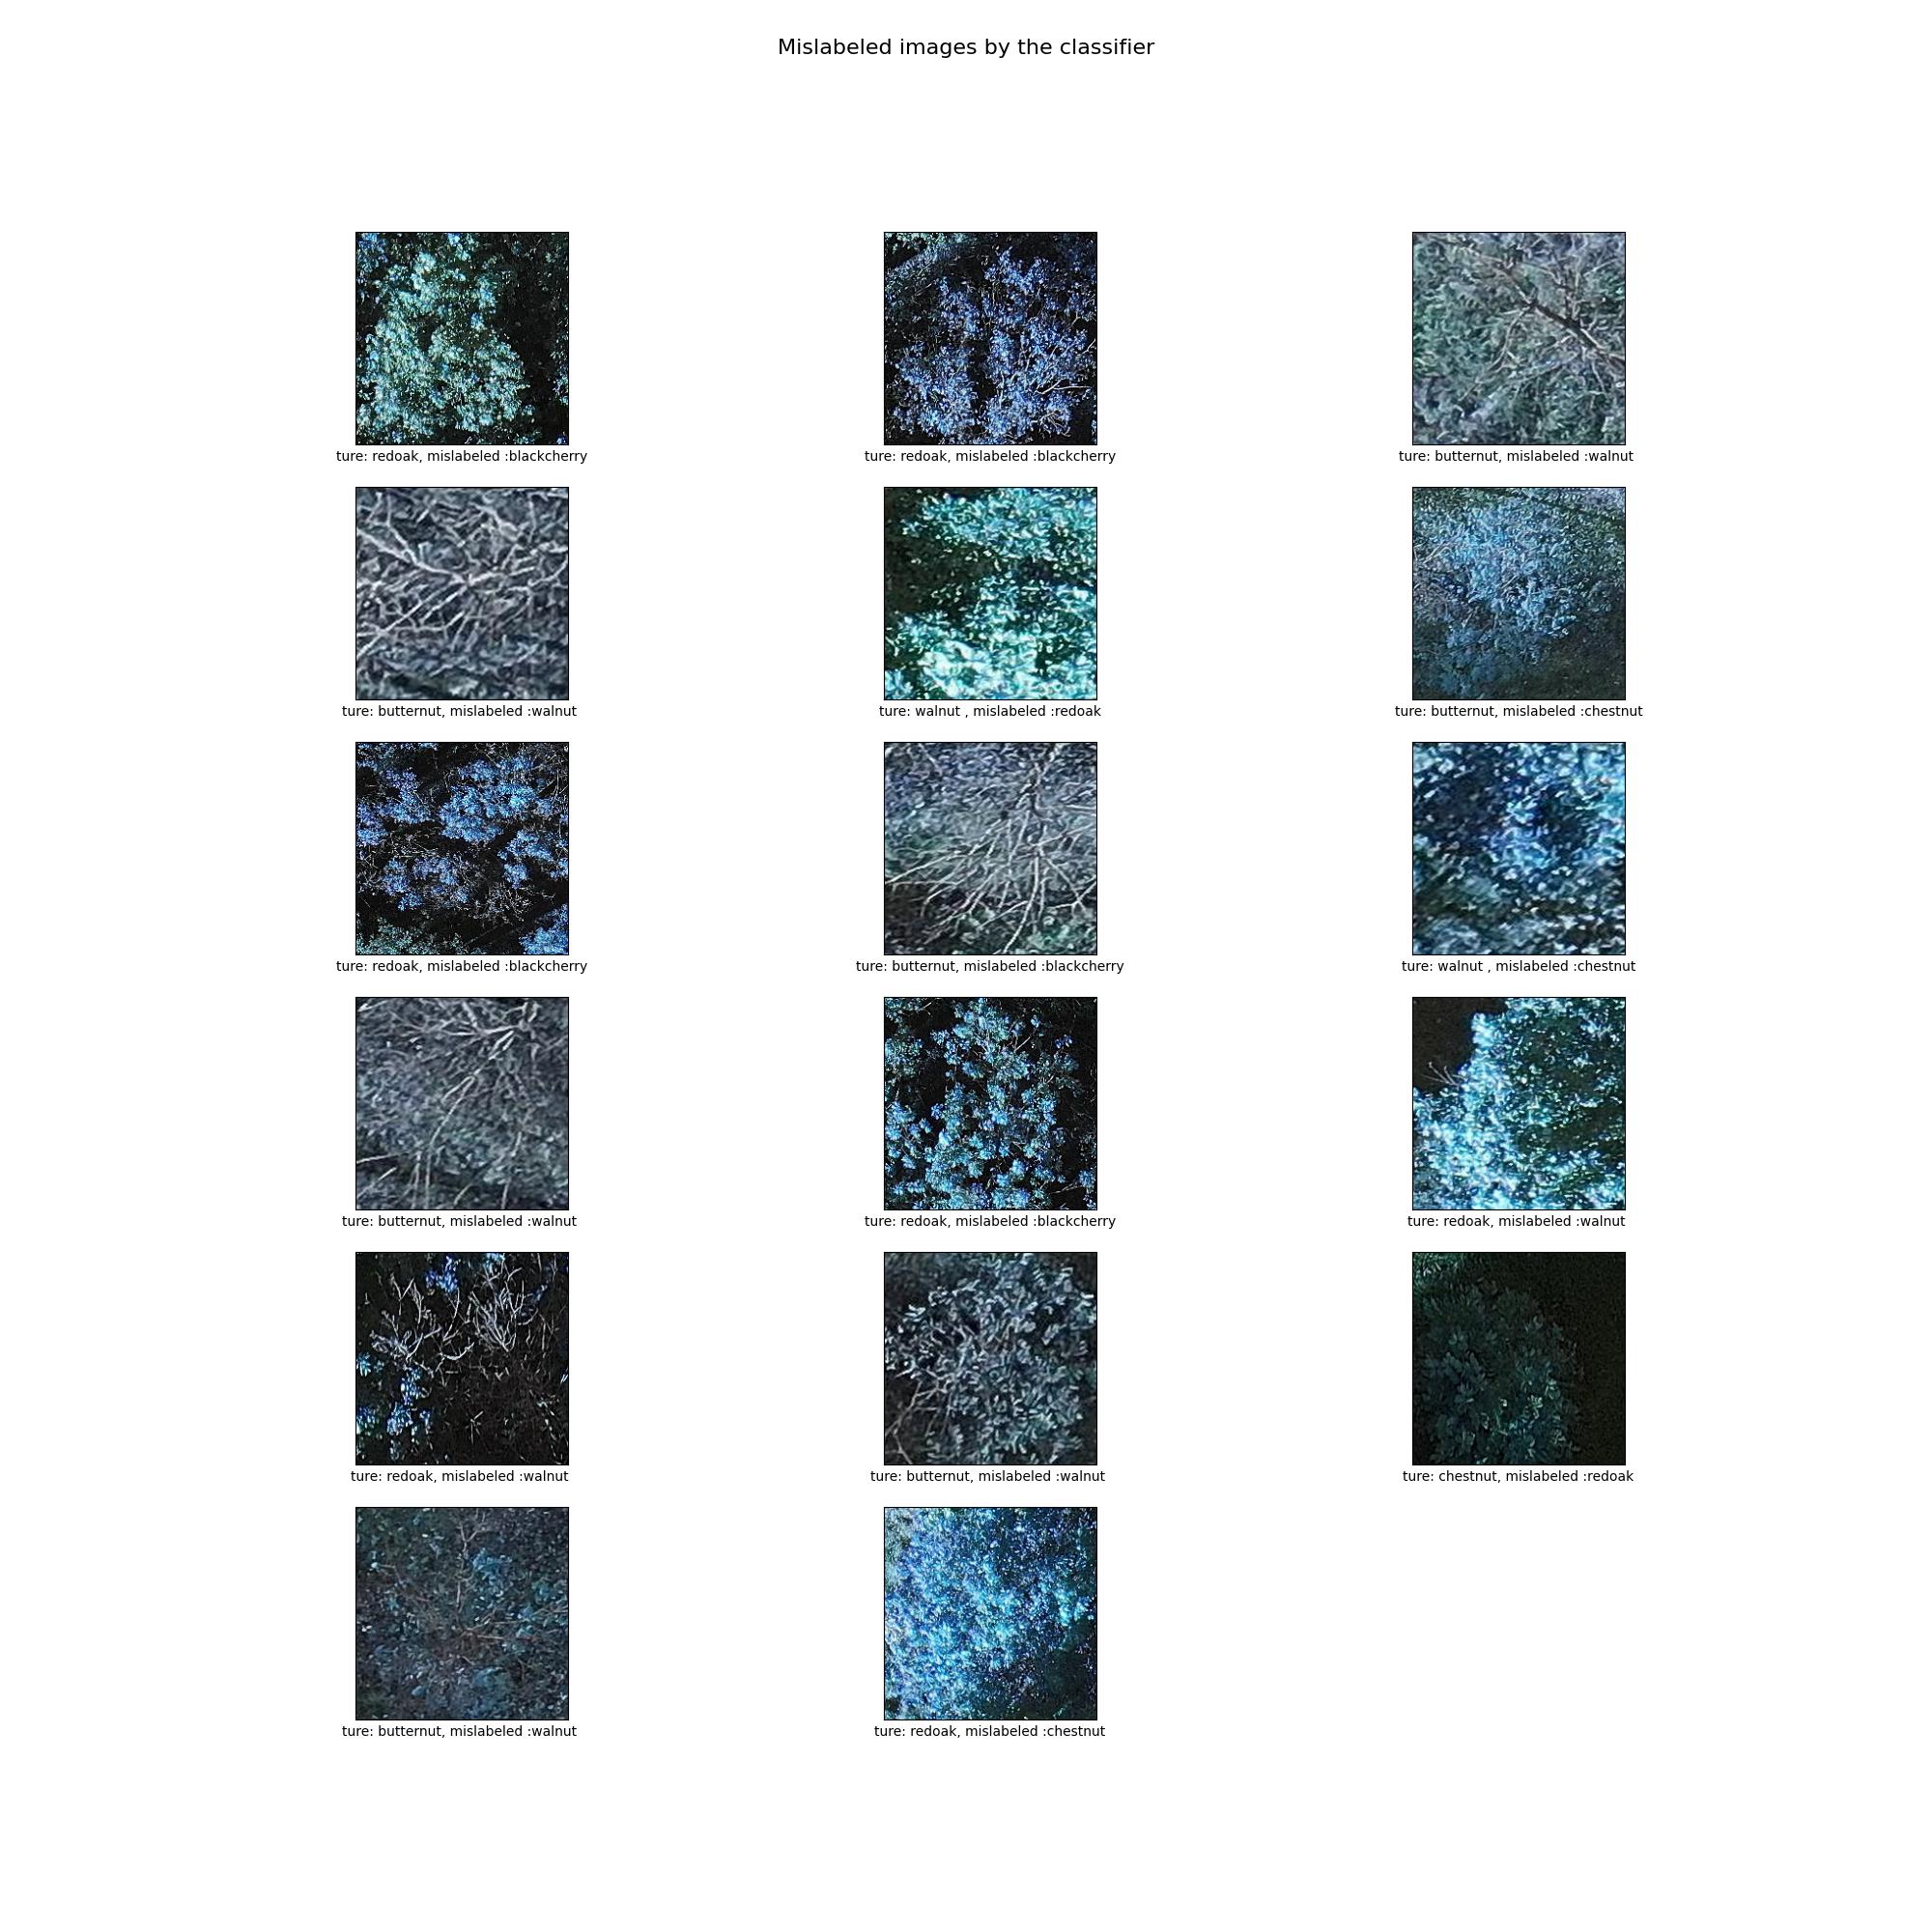 Mislabeled images by the classifier
ture: redoak, mislabeled :blackcherry
ture: redoak, mislabeled :blackcherry
ture: butternut, mislabeled :walnut
ture: butternut, mislabeled :walnut
ture: walnut , mislabeled :redoak
ture: butternut, mislabeled :chestnut
ture: redoak, mislabeled :blackcherry
ture: butternut, mislabeled :blackcherry
ture: walnut , mislabeled :chestnut
ture: butternut, mislabeled :walnut
ture: redoak, mislabeled :blackcherry
ture: redoak, mislabeled :walnut
ture: redoak, mislabeled :walnut
ture: butternut, mislabeled :walnut
ture: chestnut, mislabeled :redoak
ture: butternut, mislabeled :walnut
ture: redoak, mislabeled :chestnut